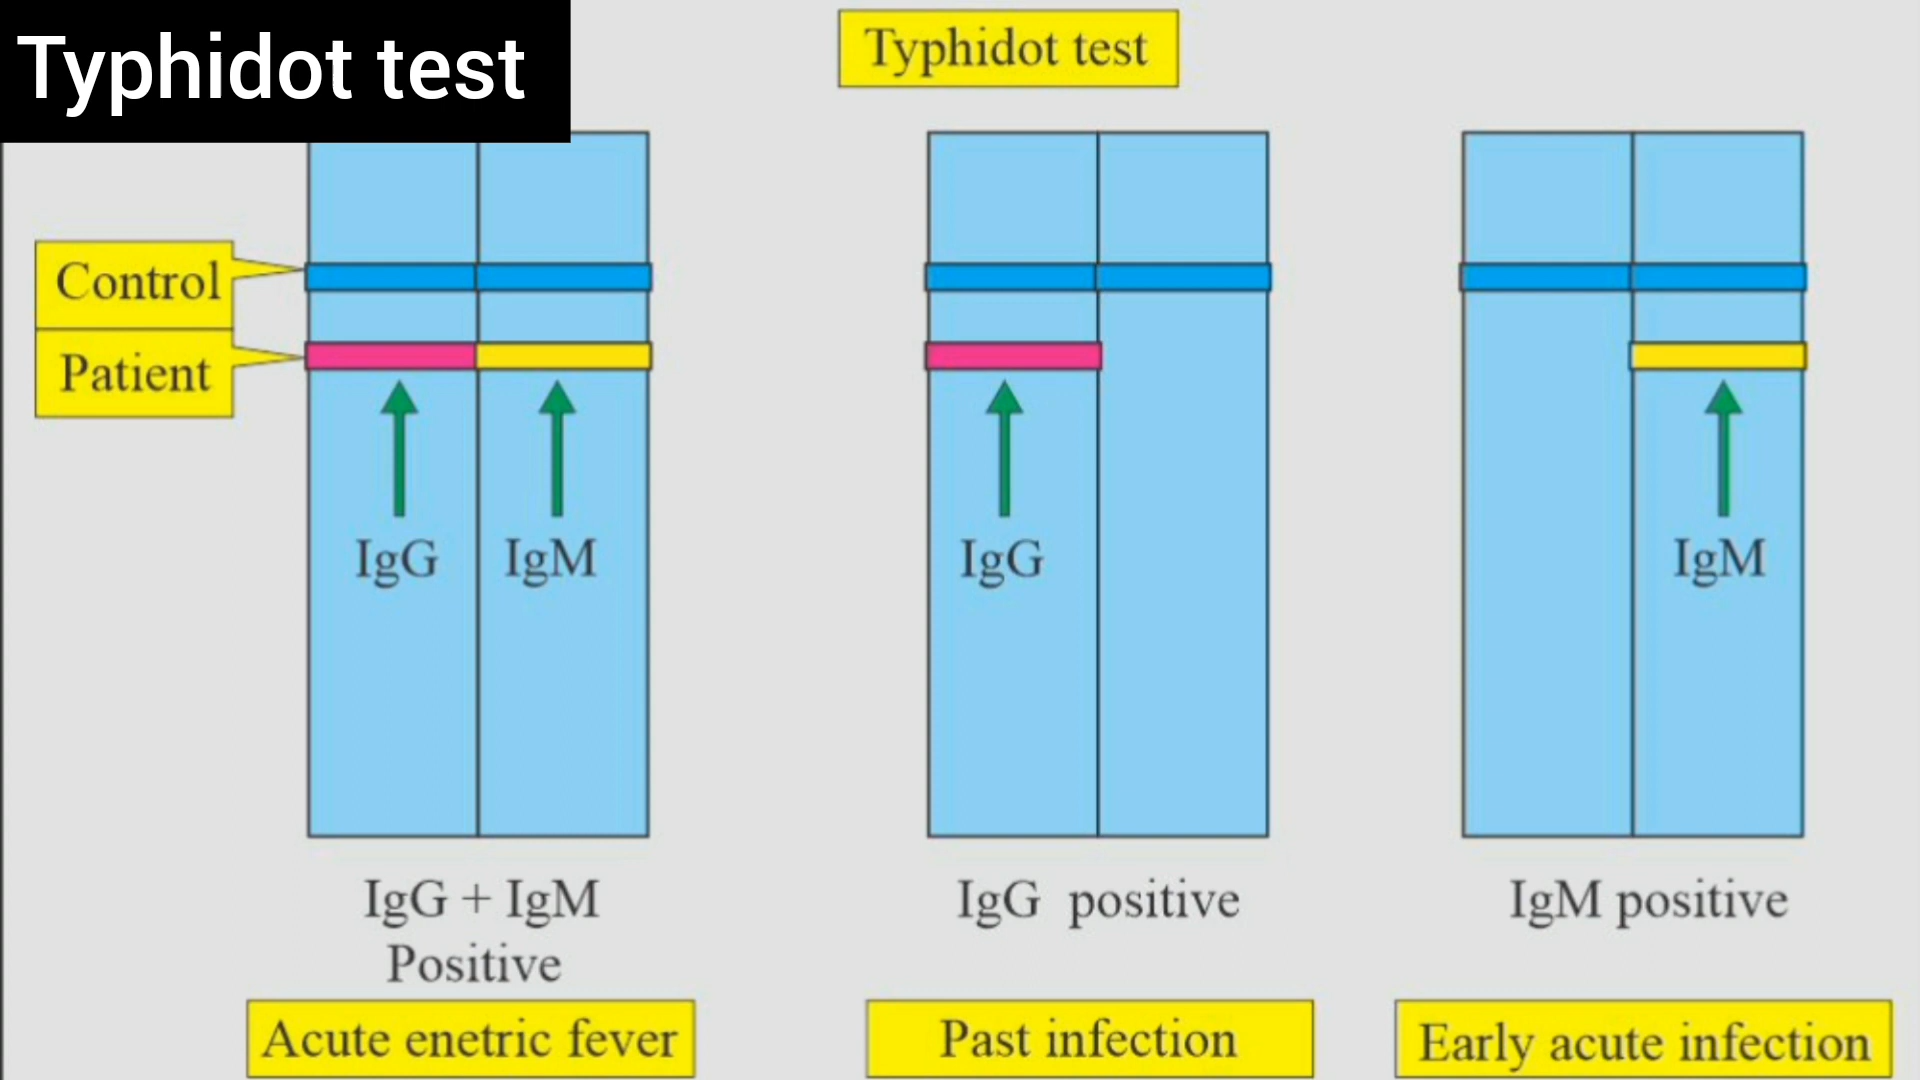 Typhidot test
Typhidot test
Control
Patient
IgG
IgM
IgG
IgM
IgG + IgM
Positive
IgG positive
IgM positive
Acute enetric fever
Past infection
Early acute infection